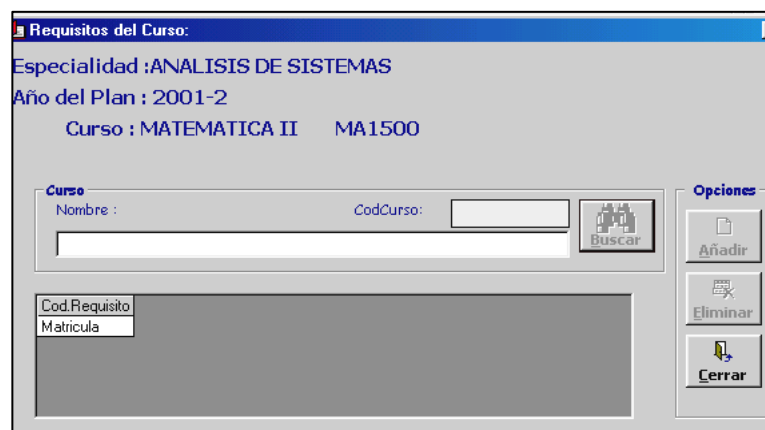 Requisitos del Curso:
Especialidad :ANALISIS DE SISTEMAS
Año del Plan : 2001-2
Curso : MATEMATICA II MA1500
Curso
Nombre :
CodCurso:
Buscar
Opciones
Añadir
Eliminar
Cerrar
Cod.Requisito
Matricula